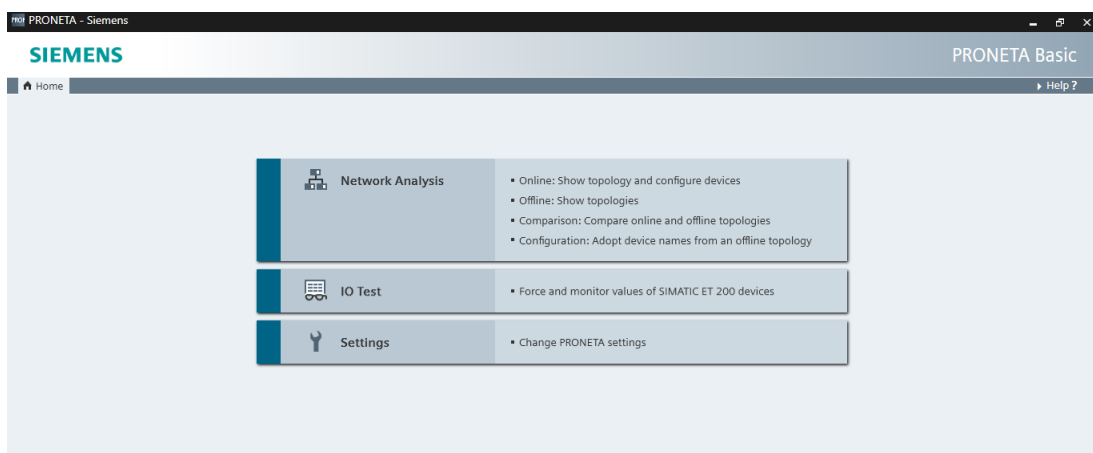 PRONETA - Siemens
SIEMENS
PRONETA Basic
Home
Help ?
Network Analysis
▪ Online: Show topology and configure devices
▪ Offline: Show topologies
▪ Comparison: Compare online and offline topologies
▪ Configuration: Adopt device names from an offline topology
IO Test
▪ Force and monitor values of SIMATIC ET 200 devices
Settings
▪ Change PRONETA settings